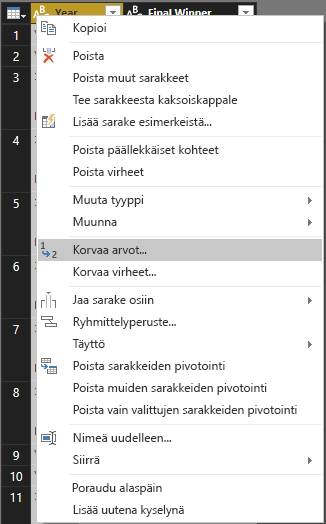 Year Final Winner
Kopioi
1
Poista
2
Poista muut sarakkeet
3
Tee sarakkeesta kaksoiskappale
Lisää sarake esimerkeistä...
Poista päällekkäiset kohteet
4
Poista virheet
Muuta tyyppi
5
Muunna
Korvaa arvot...
6
Korvaa virheet...
Jaa sarake osiin
Ryhmittelyperuste...
7
Täyttö
Poista sarakkeiden pivotointi
Poista muiden sarakkeiden pivotointi
8
Poista vain valittujen sarakkeiden pivotointi
Nimeä uudelleen...
9
Siirrä
10
Poraudu alaspäin
11
Lisää uutena kyselynä